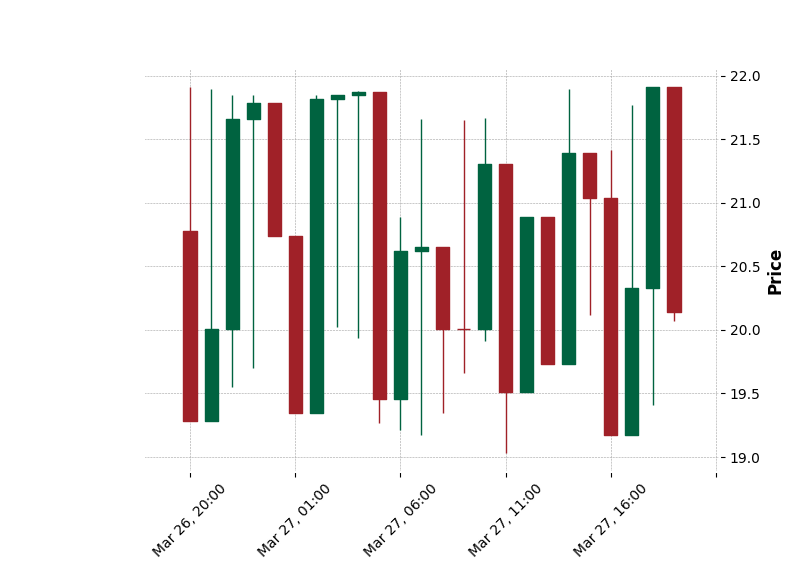 22.0
21.5
21.0
20.5
20.0
19.5
19.0
Price
Mar 26, 20:00
Mar 27, 01:00
Mar 27, 06:00
Mar 27, 11:00
Mar 27, 16:00